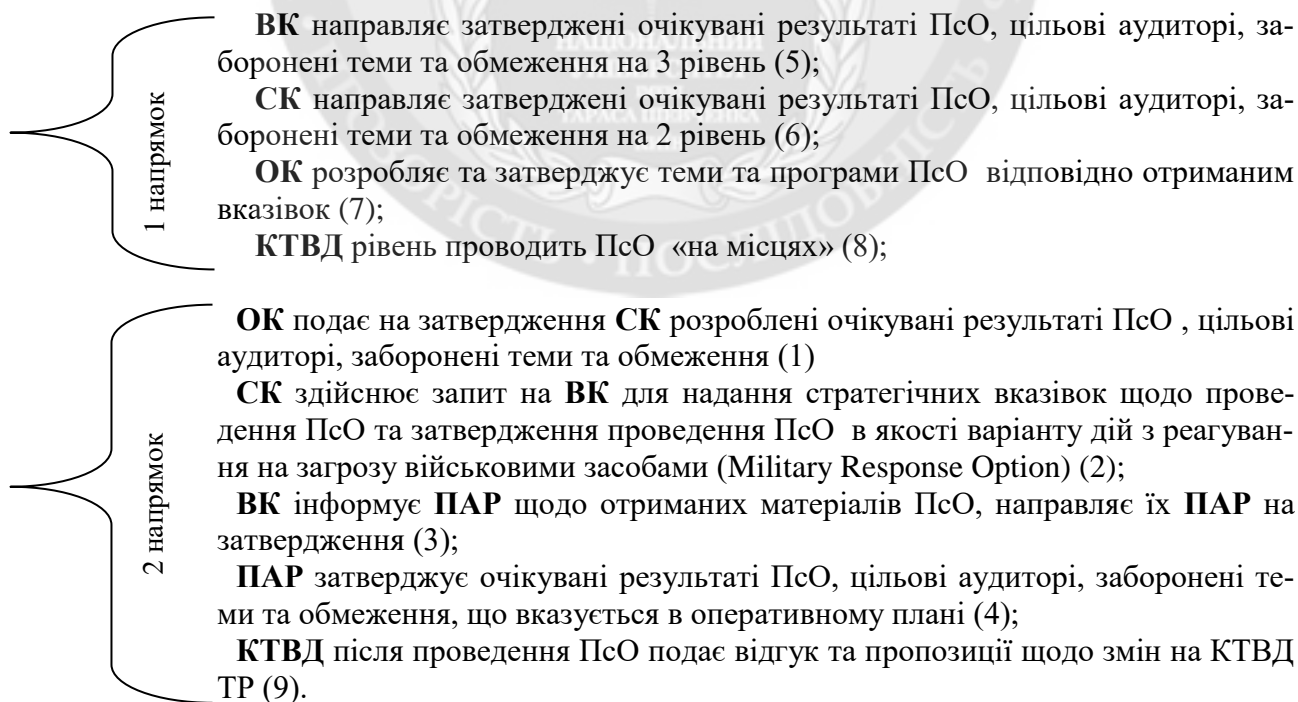 ВК направляє затверджені очікувані результаті ПсО, цільові аудиторі, за-
боронені теми та обмеження на 3 рівень (5);
СК направляє затверджені очікувані результаті ПсО, цільові аудиторі, за-
боронені теми та обмеження на 2 рівень (6);
ОК розробляє та затверджує теми та програми ПсО відповідно отриманим
вказівок (7);
КТВД рівень проводить ПсО «на місцях» (8);
1 напрямок
ОК подає на затвердження СК розроблені очікувані результаті ПсО , цільові
аудиторі, заборонені теми та обмеження (1)
СК здійснює запит на ВК для надання стратегічних вказівок щодо прове-
дення ПсО та затвердження проведення ПсО в якості варіанту дій з реагуван-
ня на загрозу військовими засобами (Military Response Option) (2);
ВК інформує ПАР щодо отриманих матеріалів ПсО, направляє їх ПАР на
затвердження (3);
ПАР затверджує очікувані результаті ПсО, цільові аудиторі, заборонені те-
ми та обмеження, що вказується в оперативному плані (4);
КТВД після проведення ПсО подає відгук та пропозиції щодо змін на КТВД
ТР (9).
2 напрямок